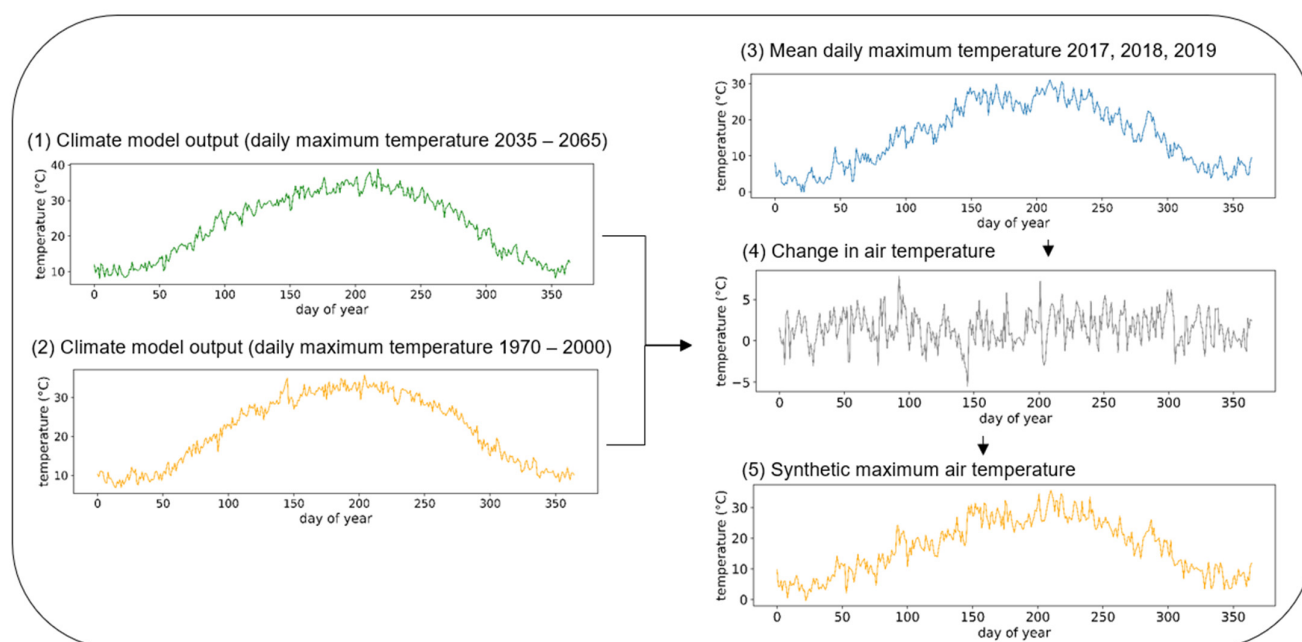 (1) Climate model output (daily maximum temperature 2035 – 2065)
temperature (°C)
40
30
20
10
0 50 100 150 200 250 300 350
day of year
(2) Climate model output (daily maximum temperature 1970 – 2000)
temperature (°C)
30
20
10
0 50 100 150 200 250 300 350
day of year
(3) Mean daily maximum temperature 2017, 2018, 2019
temperature (°C)
30
20
10
0
0 50 100 150 200 250 300 350
day of year
(4) Change in air temperature
temperature (°C)
5
0
−5
0 50 100 150 200 250 300 350
day of year
(5) Synthetic maximum air temperature
temperature (°C)
30
20
10
0
0 50 100 150 200 250 300 350
day of year